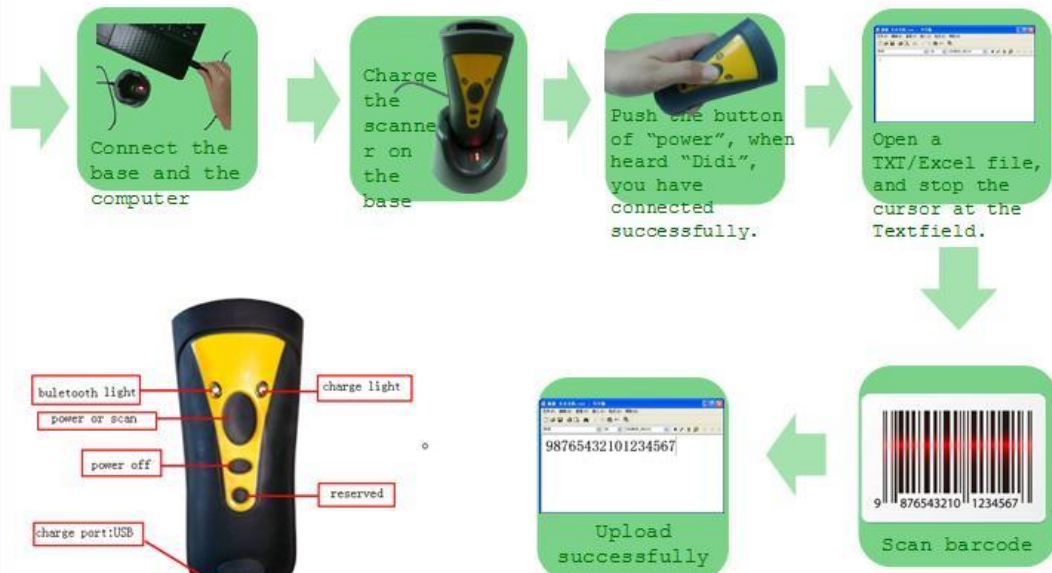 Connect the
base and the
computer
Charge
the
scanne
r on
the
base
Push the button
of "power", when
heard "Didi",
you have
connected
successfully.
Open a
TXT/Excel file,
and stop the
cursor at the
Textfield.
buletooth light
charge light
power or scan
power off
reserved
charge port:USB
98765432101234567
Upload
successfully
9 876543210 1234567
Scan barcode